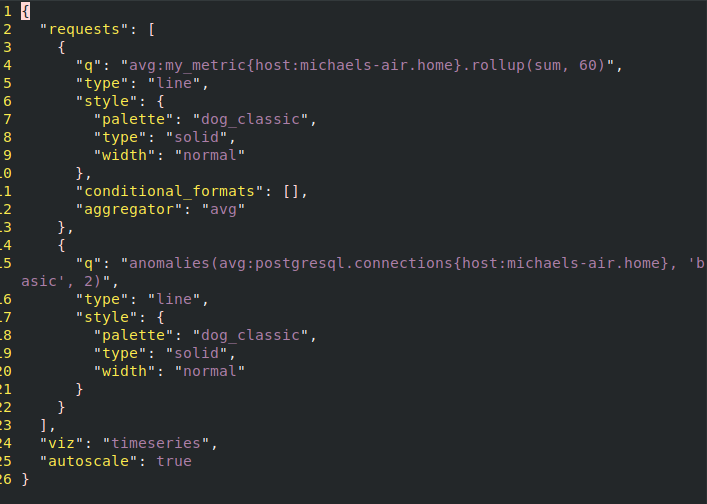 1 {
2   "requests": [
3     {
4       "q": "avg:my_metric{host:michaels-air.home}.rollup(sum, 60)",
5       "type": "line",
6       "style": {
7         "palette": "dog_classic",
8         "type": "solid",
9         "width": "normal"
10       },
11       "conditional_formats": [],
12       "aggregator": "avg"
13     },
14     {
15       "q": "anomalies(avg:postgresql.connections{host:michaels-air.home}, 'b
asic', 2)",
16       "type": "line",
17       "style": {
18         "palette": "dog_classic",
19         "type": "solid",
20         "width": "normal"
21       }
22     }
23   ],
24   "viz": "timeseries",
25   "autoscale": true
26 }